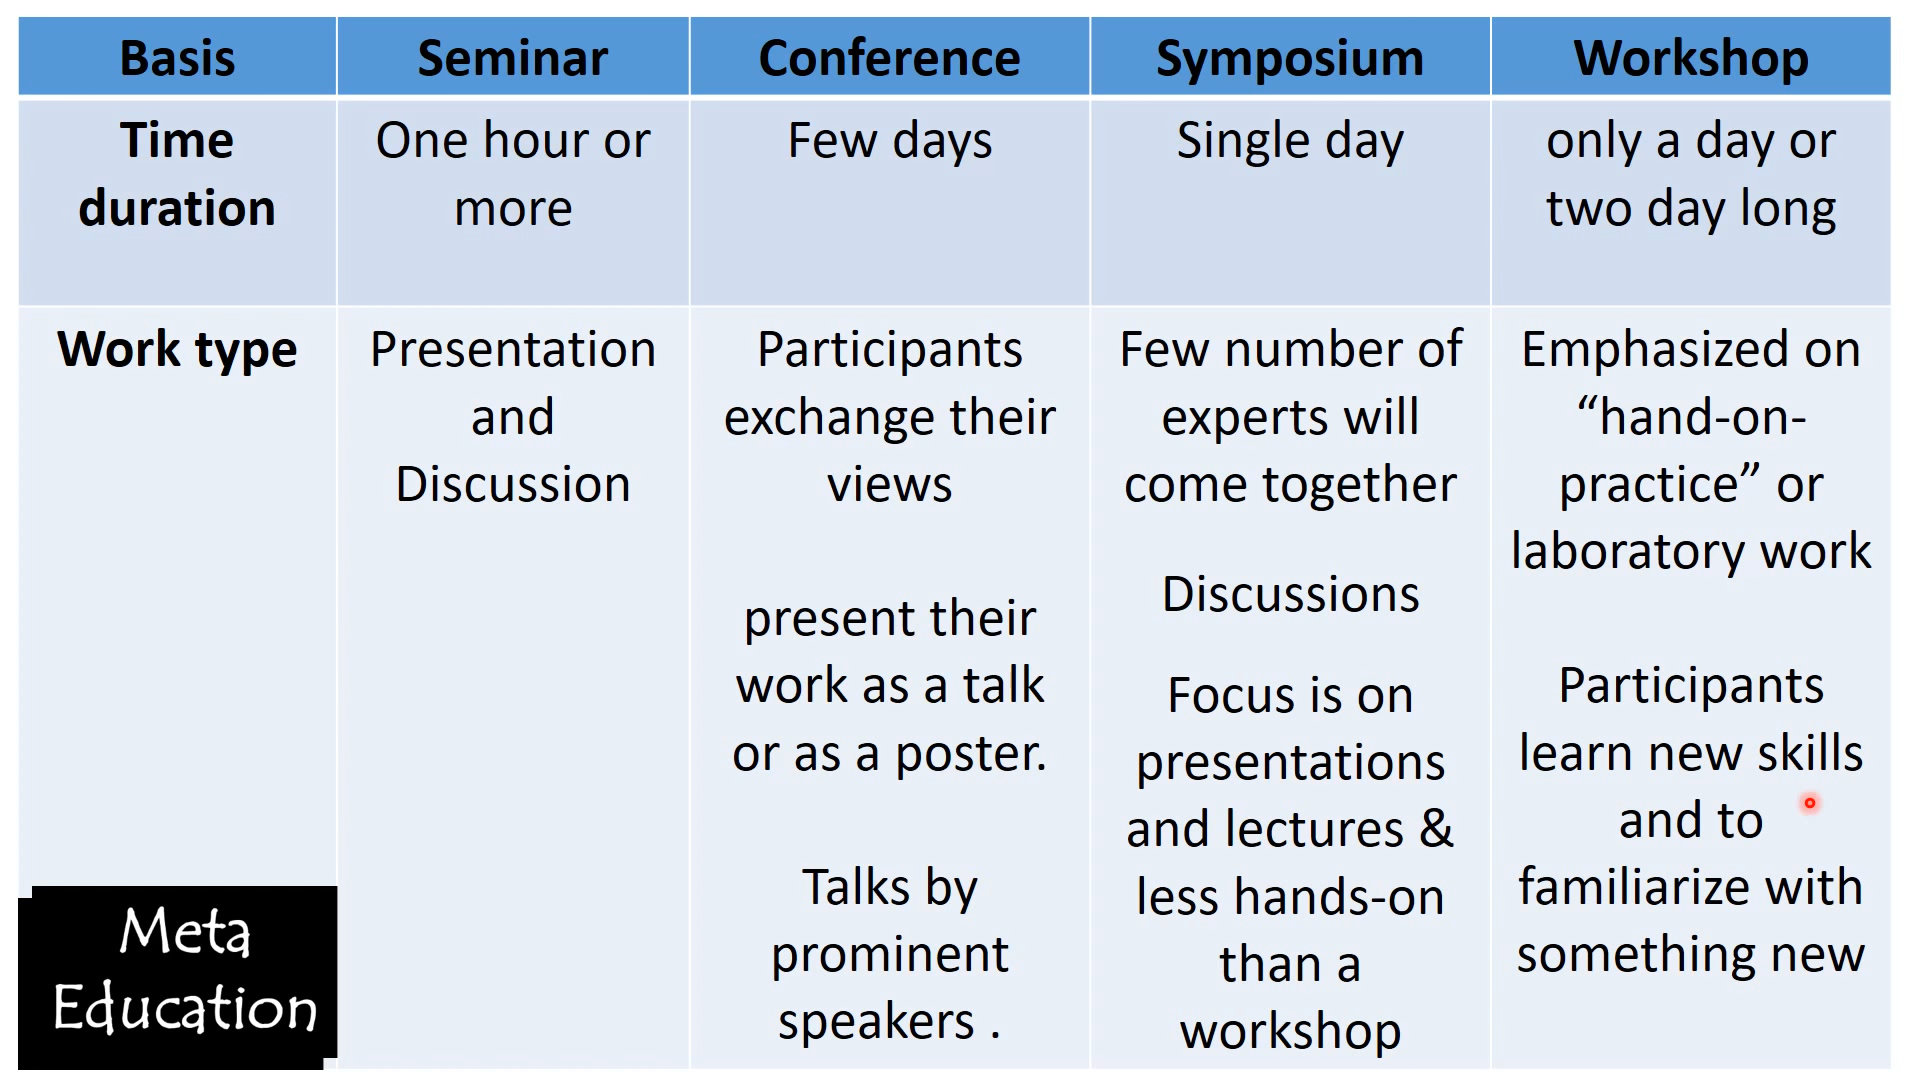 Basis
Seminar
Conference
Symposium
Workshop
Time
duration
One hour or
more
Few days
Single day
only a day or
two day long
Work type
Presentation
and
Discussion
Participants
exchange their
views
present their
work as a talk
or as a poster.
Talks by
prominent
speakers .
Few number of
experts will
come together
Discussions
Focus is on
presentations
and lectures &
less hands-on
than a
workshop
Emphasized on
“hand-on-
practice” or
laboratory work
Participants
learn new skills
and to
familiarize with
something new
Meta
Education